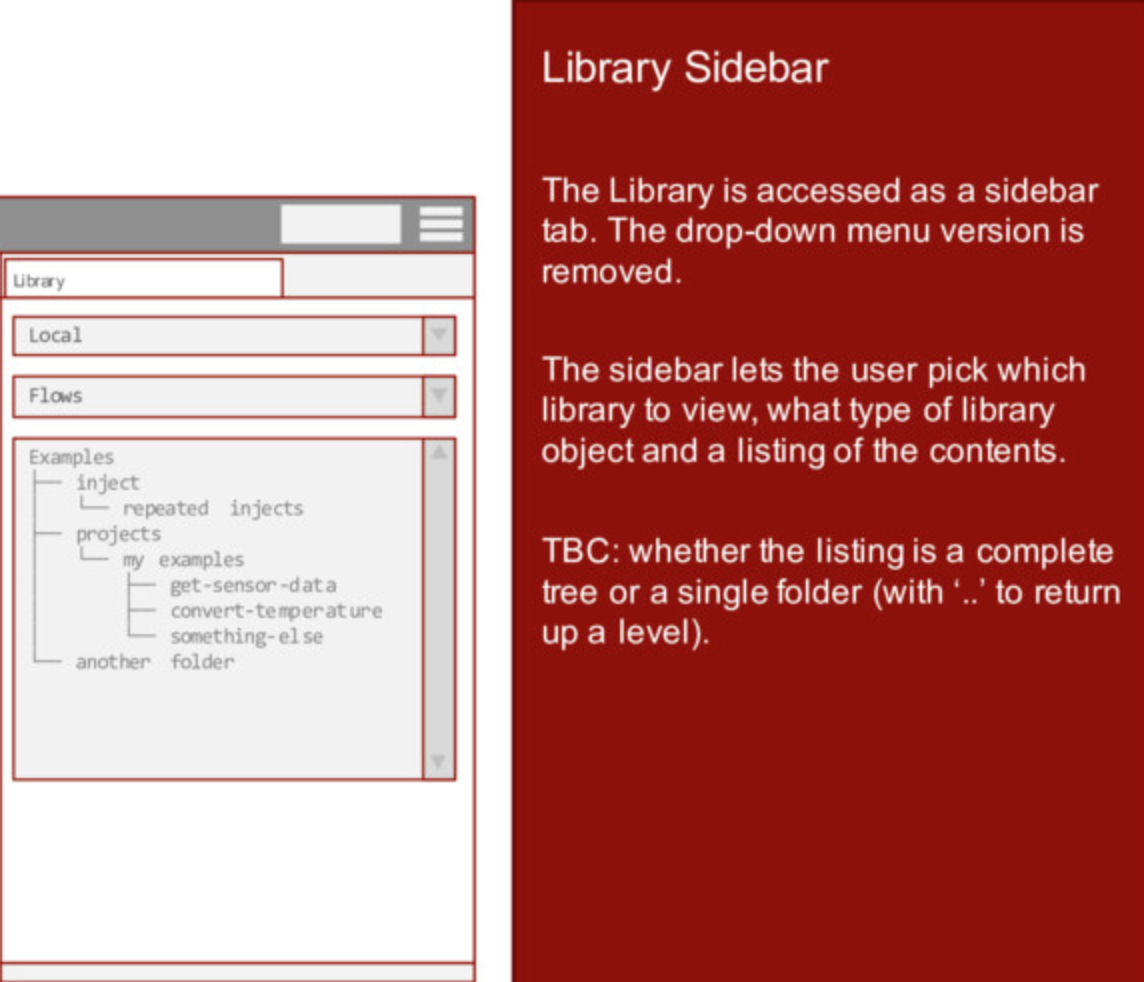 Library
Local
Flows
Examples
inject
repeated injects
projects
my examples
get-sensor-data
convert-temperature
something-else
another folder
Library Sidebar
The Library is accessed as a sidebar
tab. The drop-down menu version is
removed.
The sidebar lets the user pick which
library to view, what type of library
object and a listing of the contents.
TBC: whether the listing is a complete
tree or a single folder (with ‘..’ to return
up a level).